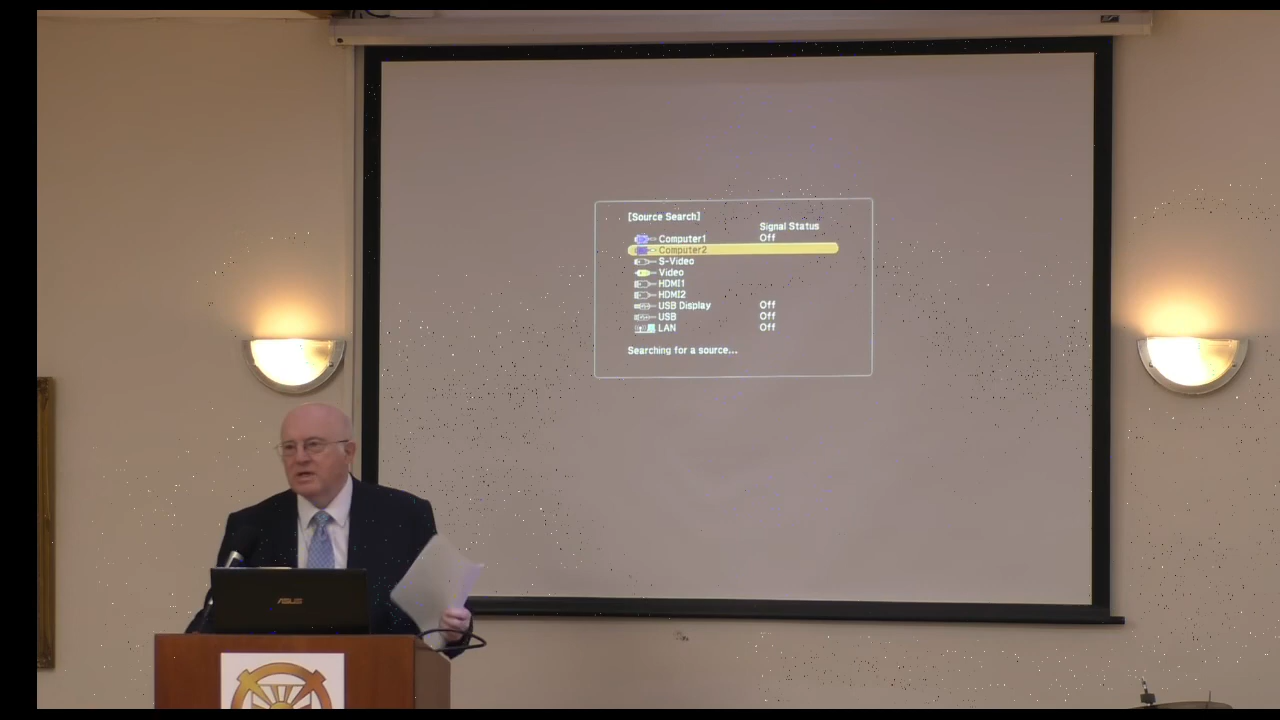 [Source Search]
Signal Status
Computer1 Off
Computer2
S-Video
Video
HDMI1
HDMI2
USB Display Off
USB Off
LAN Off
Searching for a source...
ASUS